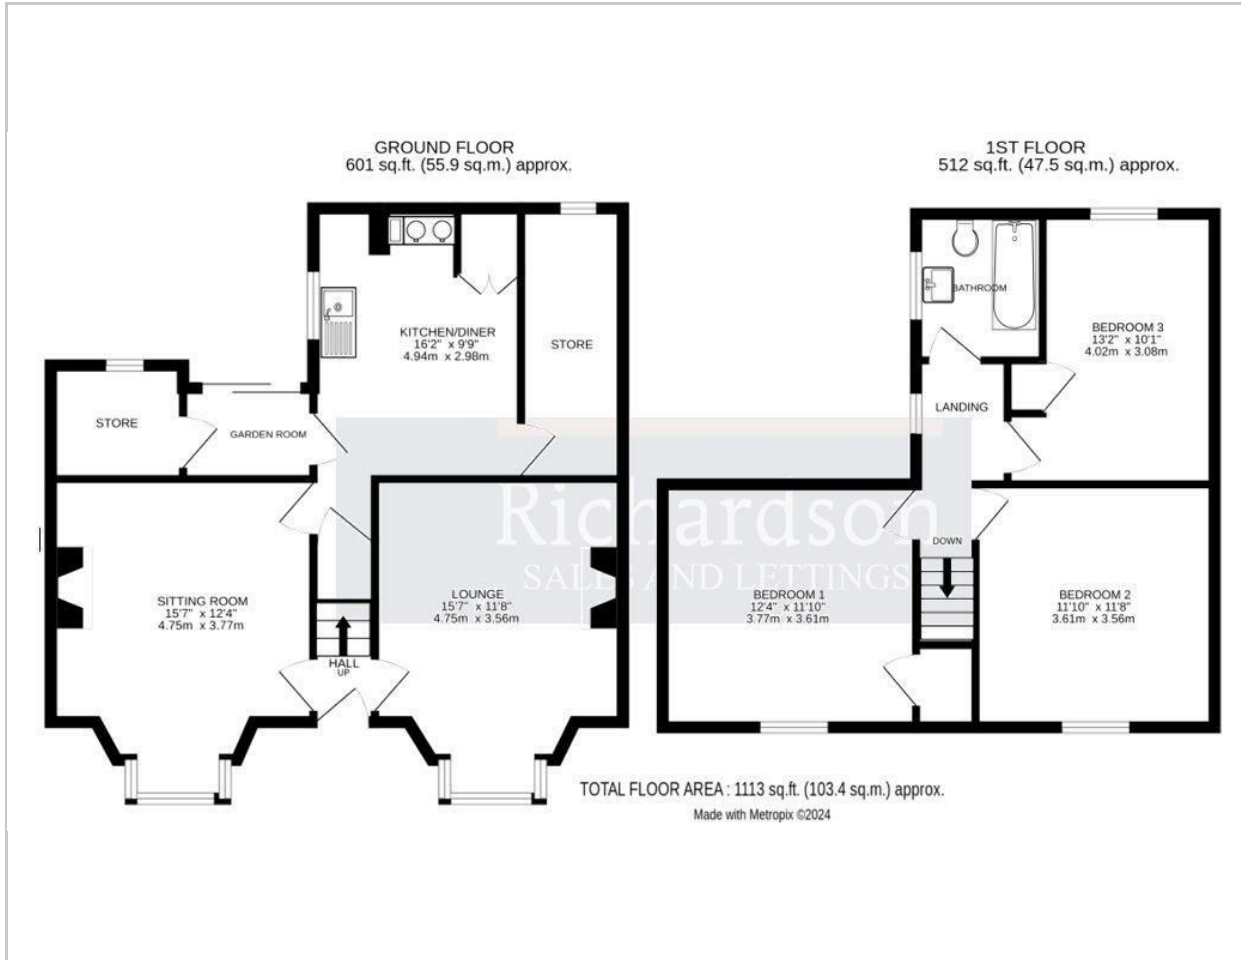 GROUND FLOOR
601 sq.ft. (55.9 sq.m.) approx.
1ST FLOOR
512 sq.ft. (47.5 sq.m.) approx.
KITCHEN/DINER
16'2" x 9'9"
4.94m x 2.98m
STORE
STORE
GARDEN ROOM
SITTING ROOM
15'7" x 12'4"
4.75m x 3.77m
LOUNGE
15'7" x 11'8"
4.75m x 3.56m
HALL
UP
BATHROOM
BEDROOM 3
13'2" x 10'1"
4.02m x 3.08m
LANDING
DOWN
BEDROOM 1
12'4" x 11'10"
3.77m x 3.61m
BEDROOM 2
11'10" x 11'8"
3.61m x 3.56m
Richardson
SALES AND LETTINGS
TOTAL FLOOR AREA : 1113 sq.ft. (103.4 sq.m.) approx.
Made with Metropix ©2024